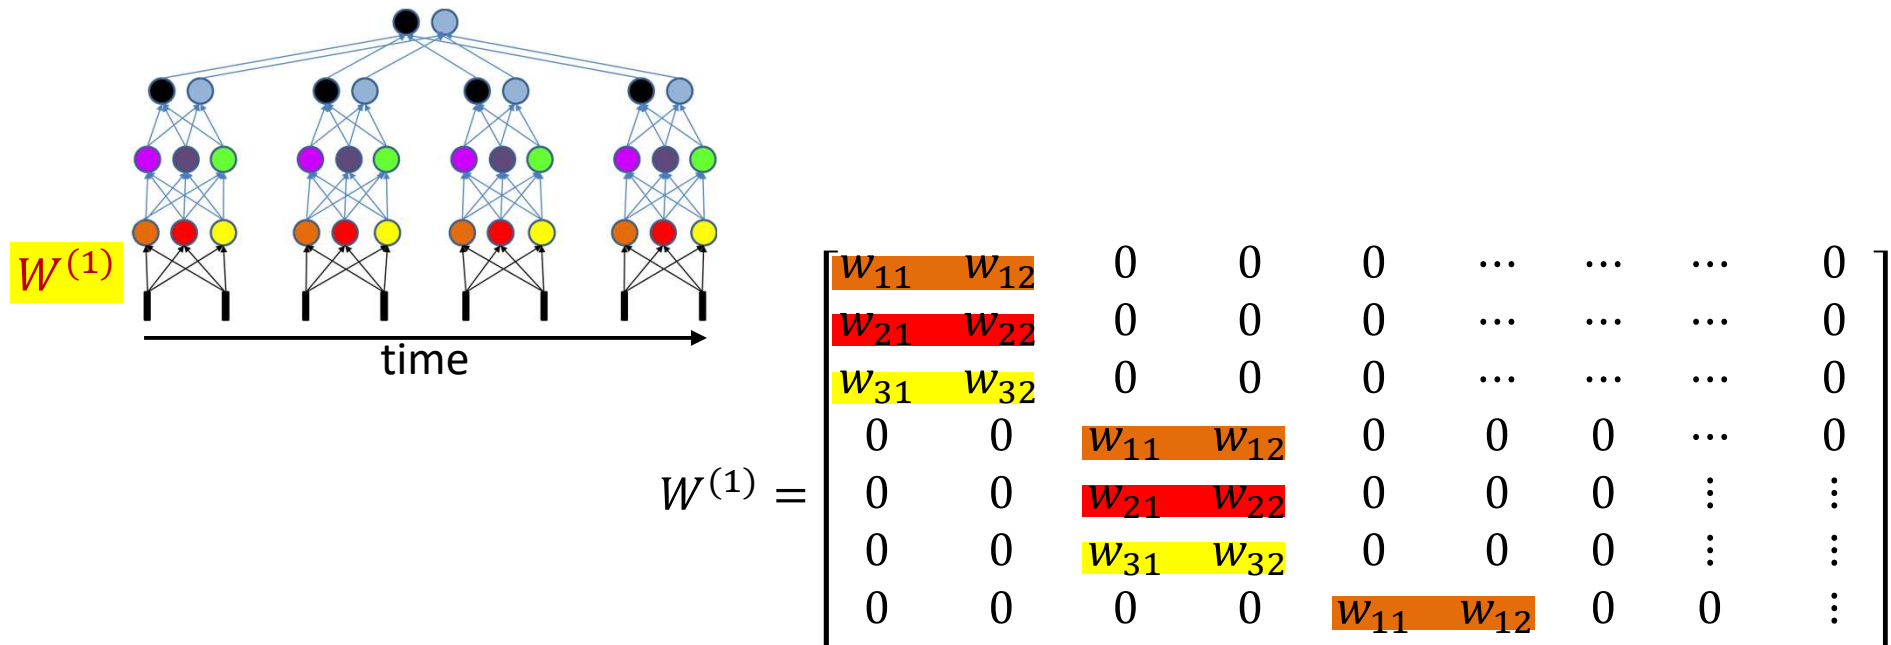 W⁽¹⁾
time
w₁₁ w₁₂ 0 0 0 ⋯ ⋯ ⋯ 0
w₂₁ w₂₂ 0 0 0 ⋯ ⋯ ⋯ 0
w₃₁ w₃₂ 0 0 0 ⋯ ⋯ ⋯ 0
0 0 w₁₁ w₁₂ 0 0 0 ⋯ 0
W⁽¹⁾ = 0 0 w₂₁ w₂₂ 0 0 0 ⋮ ⋮
0 0 w₃₁ w₃₂ 0 0 0 ⋮ ⋮
0 0 0 0 w₁₁ w₁₂ 0 0 ⋮